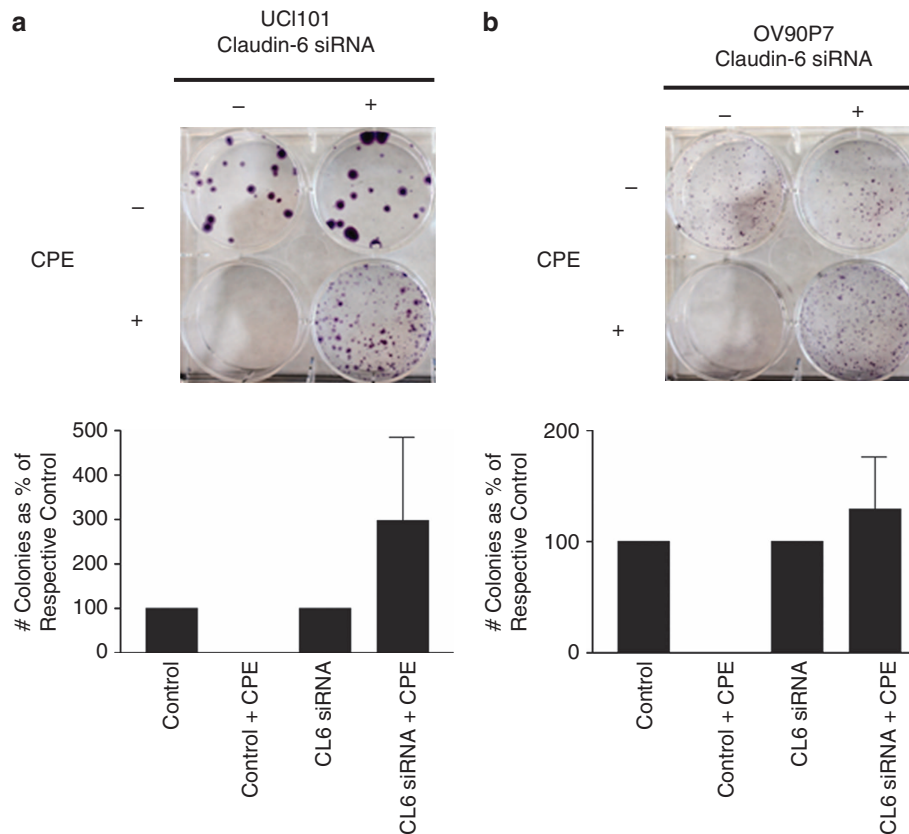 a
UCI101
Claudin-6 siRNA
– +
–
CPE
+
# Colonies as % of
Respective Control
500
400
300
200
100
0
Control
Control + CPE
CL6 siRNA
CL6 siRNA + CPE
b
OV90P7
Claudin-6 siRNA
– +
–
CPE
+
# Colonies as % of
Respective Control
200
100
0
Control
Control + CPE
CL6 siRNA
CL6 siRNA + CPE